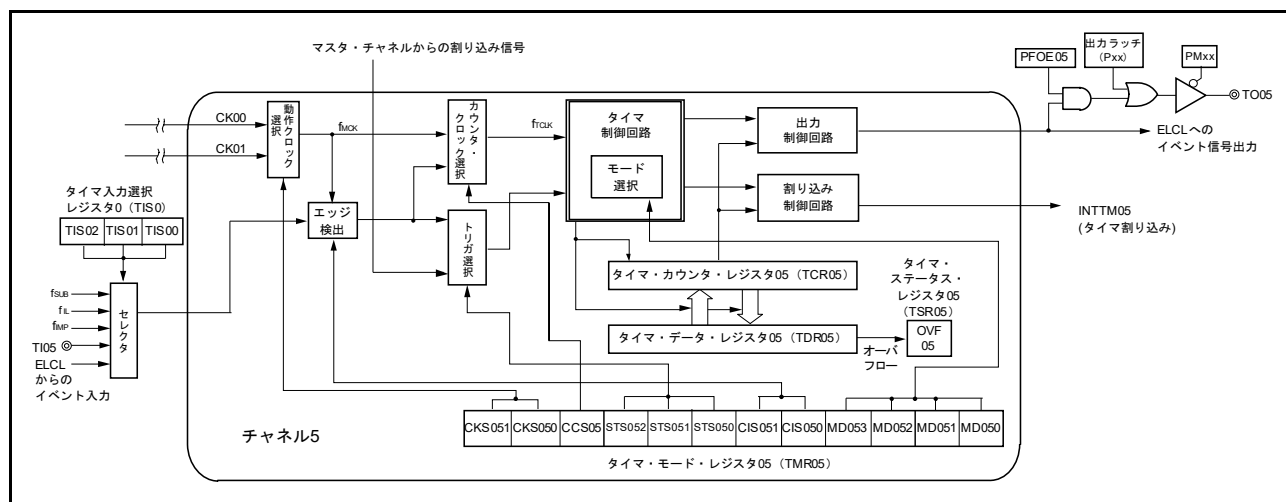 マスタ・チャネルからの割り込み信号
PFOE05
出力ラッチ
(Pxx)
PMxx
TO05
CK00
CK01
動作クロック
選択
fMCK
カウンタ・
クロック選択
fTCLK
タイマ
制御回路
モード
選択
出力
制御回路
ELCLへの
イベント信号出力
割り込み
制御回路
INTTM05
(タイマ割り込み)
タイマ入力選択
レジスタ0 (TIS0)
TIS02 TIS01 TIS00
エッジ
検出
トリガ選択
タイマ・カウンタ・レジスタ05 (TCR05)
タイマ・
ステータス・
レジスタ05
(TSR05)
タイマ・データ・レジスタ05 (TDR05)
オーバ
フロー
OVF
05
fSUB
fIL
fIMP
TI05
ELCL
からの
イベント入力
セレクタ
チャネル5
CKS051 CKS050 CCS05 STS052 STS051 STS050 CIS051 CIS050 MD053 MD052 MD051 MD050
タイマ・モード・レジスタ05 (TMR05)